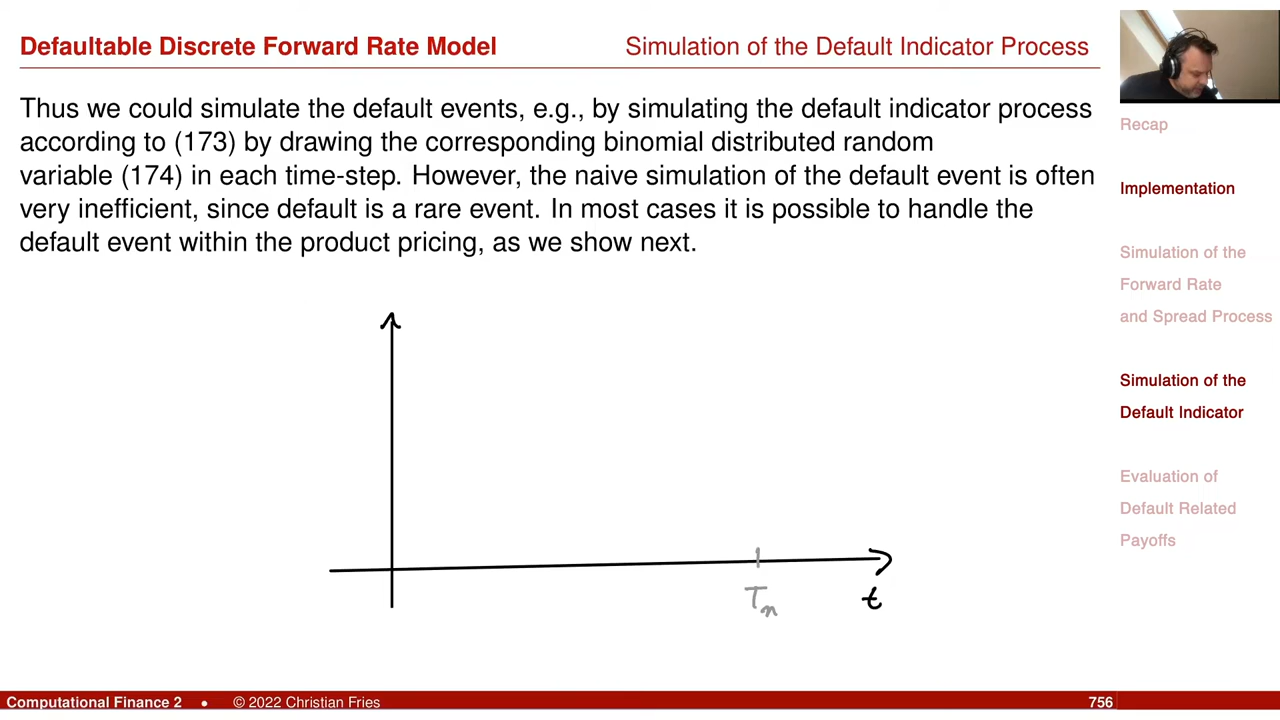 Defaultable Discrete Forward Rate Model
Simulation of the Default Indicator Process
Thus we could simulate the default events, e.g., by simulating the default indicator process
according to (173) by drawing the corresponding binomial distributed random
variable (174) in each time-step. However, the naive simulation of the default event is often
very inefficient, since default is a rare event. In most cases it is possible to handle the
default event within the product pricing, as we show next.
Tn
t
Recap
Implementation
Simulation of the
Forward Rate
and Spread Process
Simulation of the
Default Indicator
Evaluation of
Default Related
Payoffs
Computational Finance 2 • © 2022 Christian Fries
756